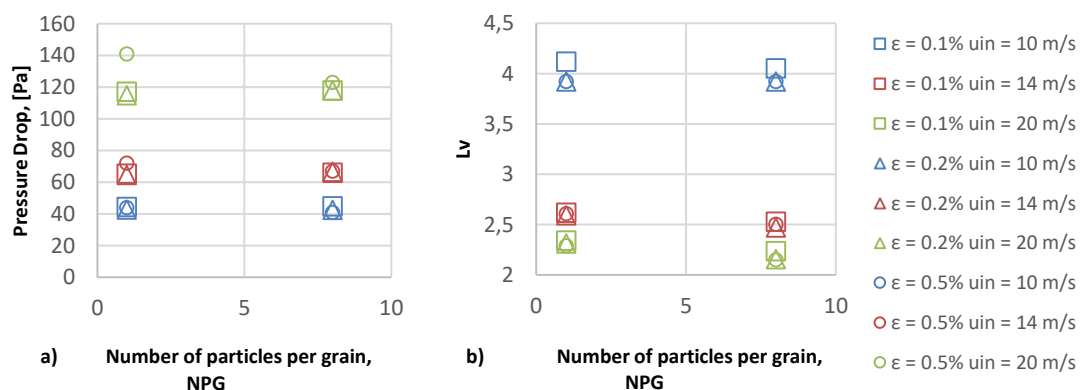 160
140
120
100
80
60
40
20
0
0 5 10
Pressure Drop, [Pa]
a) Number of particles per grain,
NPG
4,5
4
3,5
3
2,5
2
0 5 10
Lv
b) Number of particles per grain,
NPG
ε = 0.1% uin = 10 m/s
ε = 0.1% uin = 14 m/s
ε = 0.1% uin = 20 m/s
ε = 0.2% uin = 10 m/s
ε = 0.2% uin = 14 m/s
ε = 0.2% uin = 20 m/s
ε = 0.5% uin = 10 m/s
ε = 0.5% uin = 14 m/s
ε = 0.5% uin = 20 m/s